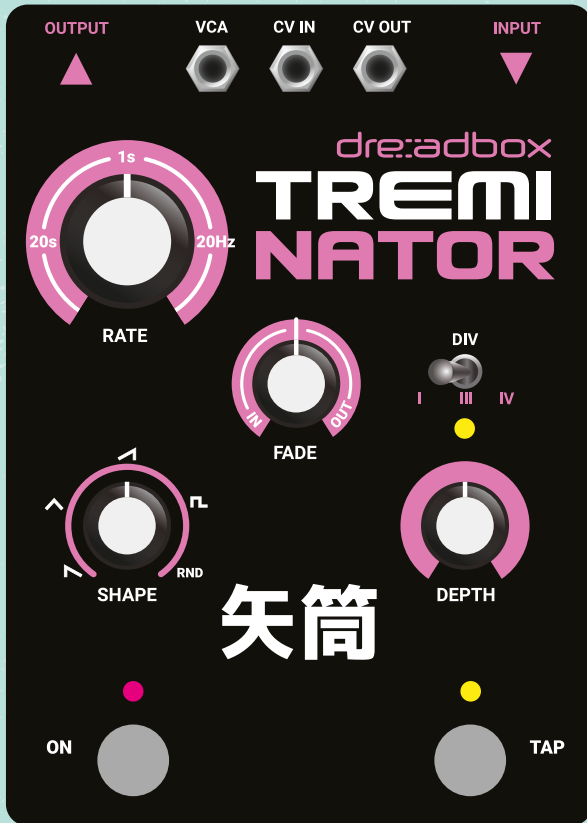 OUTPUT
VCA
CV IN
CV OUT
INPUT
dre:adbox
TREMI
NATOR
1s
20s
20Hz
RATE
DIV
I III IV
IN
OUT
FADE
RND
SHAPE
DEPTH
矢筒
ON
TAP